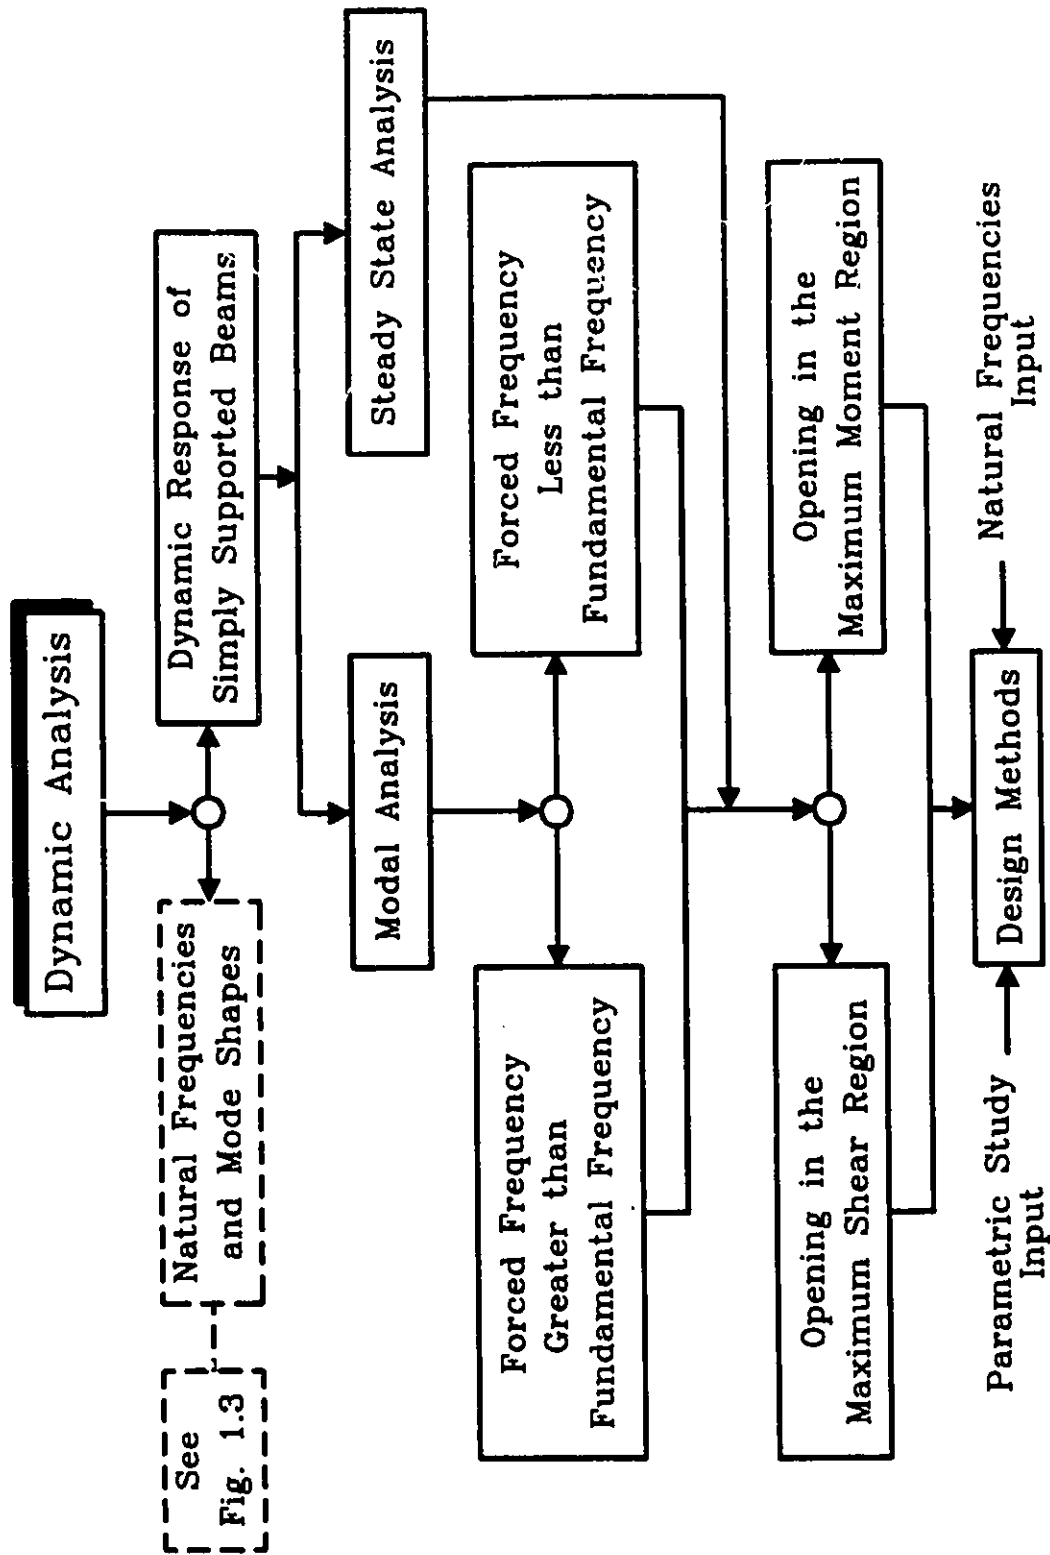 Dynamic Analysis
See
Fig. 1.3
Natural Frequencies
and Mode Shapes
Dynamic Response of
Simply Supported Beams
Modal Analysis
Steady State Analysis
Forced Frequency
Greater than
Fundamental Frequency
Forced Frequency
Less than
Fundamental Frequency
Opening in the
Maximum Shear Region
Opening in the
Maximum Moment Region
Parametric Study
Input
Design Methods
Natural Frequencies
Input